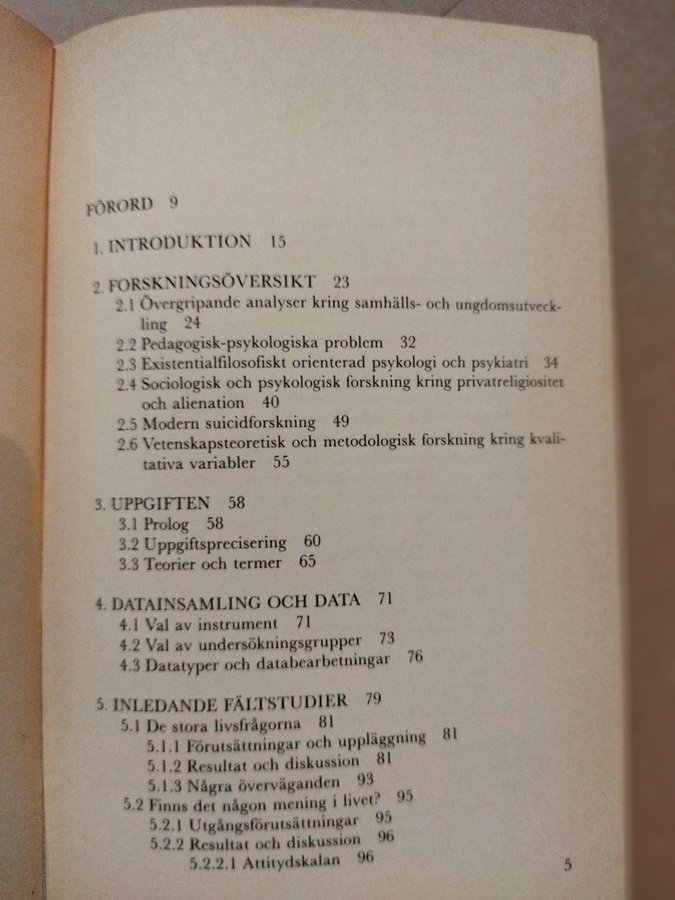 FÖRORD 9
1. INTRODUKTION 15
2. FORSKNINGSÖVERSIKT 23
2.1 Övergripande analyser kring samhälls- och ungdomsutveck-
ling 24
2.2 Pedagogisk-psykologiska problem 32
2.3 Existentialfilosofiskt orienterad psykologi och psykiatri 34
2.4 Sociologisk och psykologisk forskning kring privatreligiositet
och alienation 40
2.5 Modern suicidforskning 49
2.6 Vetenskapsteoretisk och metodologisk forskning kring kvali-
tativa variabler 55
3. UPPGIFTEN 58
3.1 Prolog 58
3.2 Uppgiftsprecisering 60
3.3 Teorier och termer 65
4. DATAINSAMLING OCH DATA 71
4.1 Val av instrument 71
4.2 Val av undersökningsgrupper 73
4.3 Datatyper och databearbetningar 76
5. INLEDANDE FÄLTSTUDIER 79
5.1 De stora livsfrågorna 81
5.1.1 Förutsättningar och uppläggning 81
5.1.2 Resultat och diskussion 81
5.1.3 Några överväganden 93
5.2 Finns det någon mening i livet? 95
5.2.1 Utgångsförutsättningar 95
5.2.2 Resultat och diskussion 96
5.2.2.1 Attitydskalan 96
5